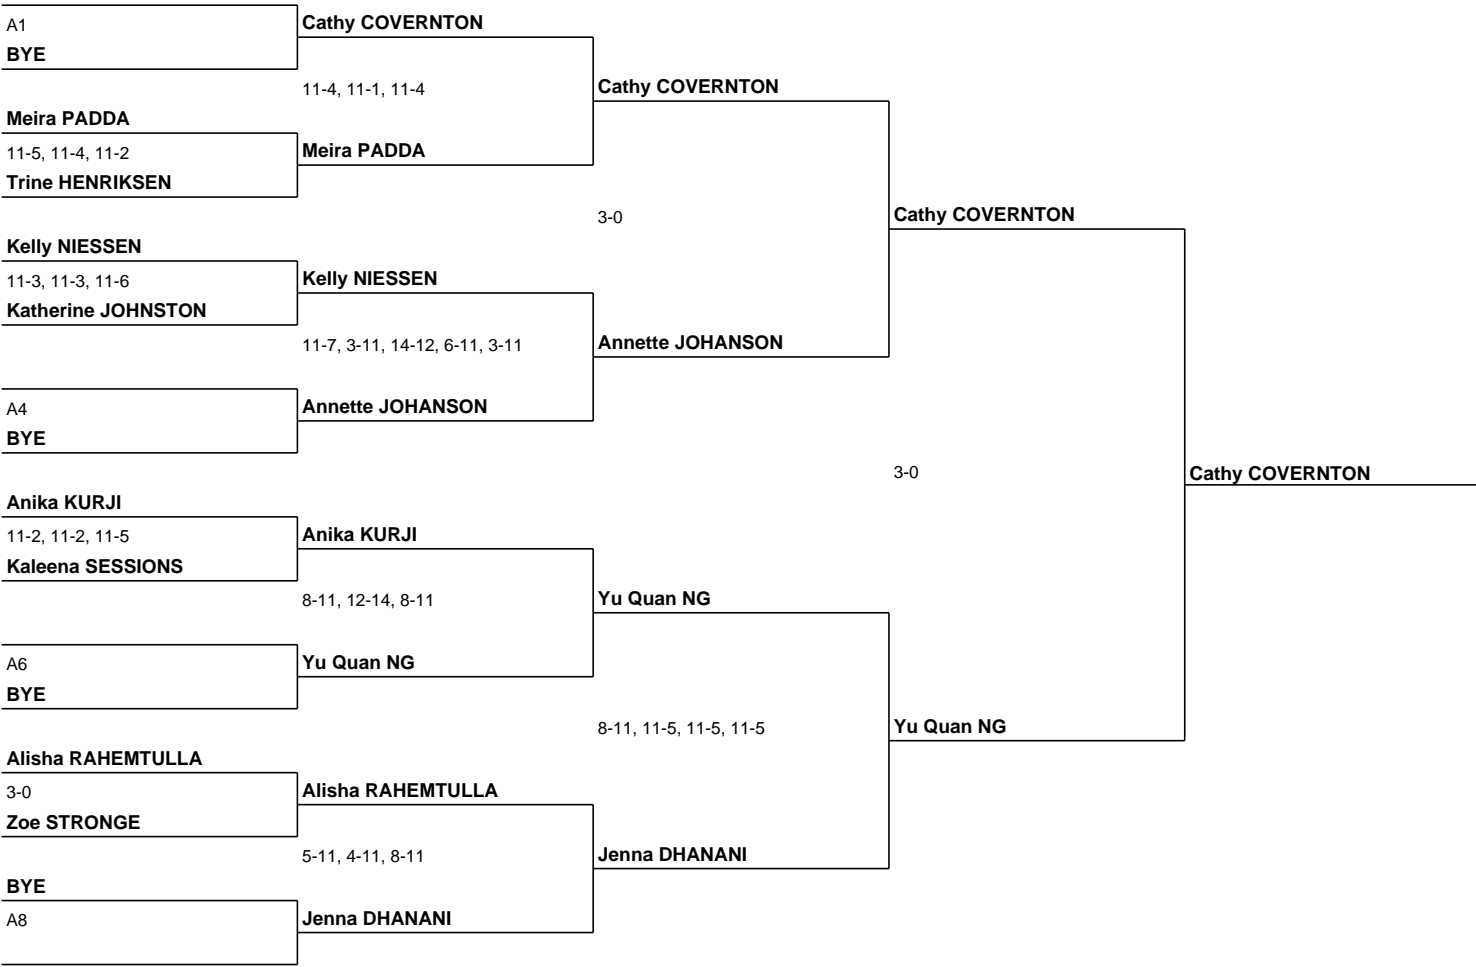 A1
BYE
Cathy COVERNTON
11-4, 11-1, 11-4
Cathy COVERNTON
Meira PADDA
11-5, 11-4, 11-2
Trine HENRIKSEN
Meira PADDA
3-0
Cathy COVERNTON
Kelly NIESSEN
11-3, 11-3, 11-6
Katherine JOHNSTON
Kelly NIESSEN
11-7, 3-11, 14-12, 6-11, 3-11
Annette JOHANSON
A4
BYE
Annette JOHANSON
3-0
Cathy COVERNTON
Anika KURJI
11-2, 11-2, 11-5
Kaleena SESSIONS
Anika KURJI
8-11, 12-14, 8-11
Yu Quan NG
A6
BYE
Yu Quan NG
8-11, 11-5, 11-5, 11-5
Yu Quan NG
Alisha RAHEMTULLA
3-0
Zoe STRONGE
Alisha RAHEMTULLA
5-11, 4-11, 8-11
Jenna DHANANI
BYE
A8
Jenna DHANANI